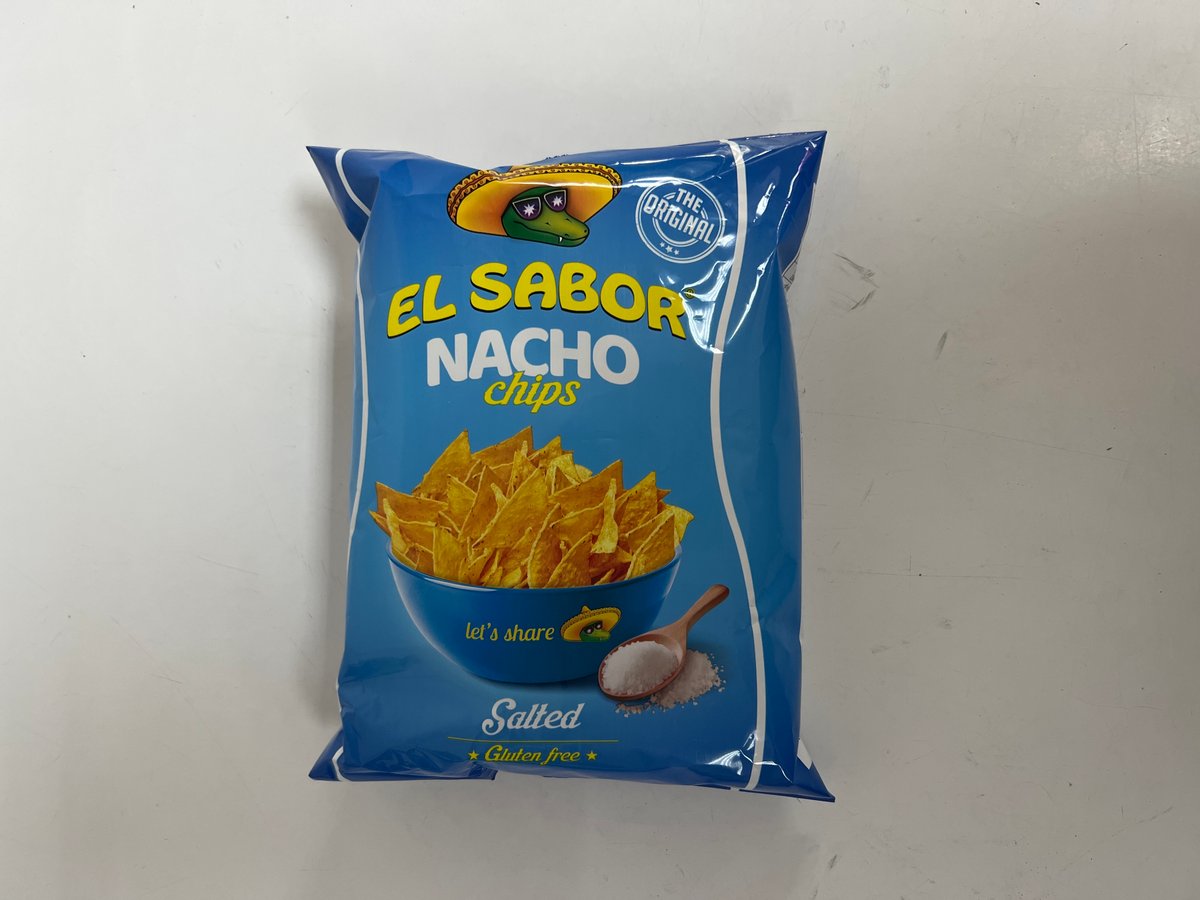 THE
ORIGINAL
EL SABOR®
NACHO
chips
let's share
Salted
★ Gluten free ★